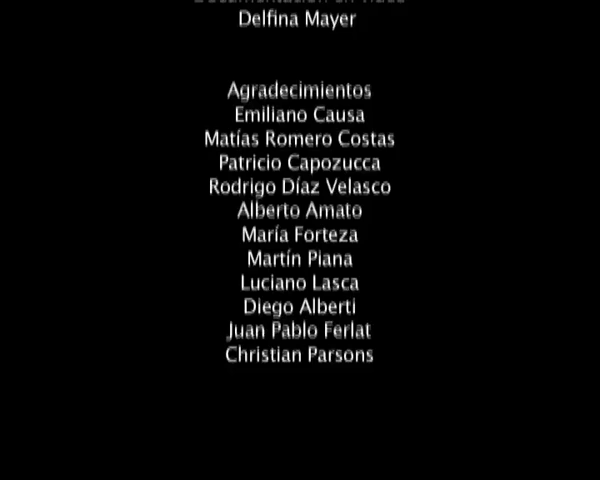 Delfina Mayer
Agradecimientos
Emiliano Causa
Matías Romero Costas
Patricio Capozucca
Rodrigo Díaz Velasco
Alberto Amato
María Forteza
Martín Piana
Luciano Lasca
Diego Alberti
Juan Pablo Ferlat
Christian Parsons